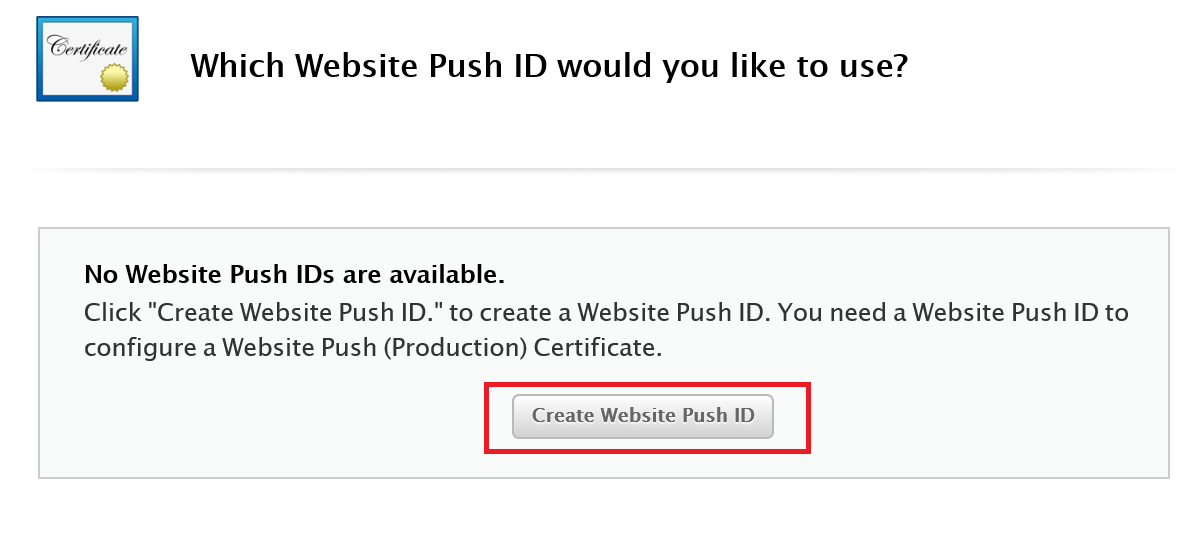 Certificate
Which Website Push ID would you like to use?
No Website Push IDs are available.
Click "Create Website Push ID." to create a Website Push ID. You need a Website Push ID to
configure a Website Push (Production) Certificate.
Create Website Push ID